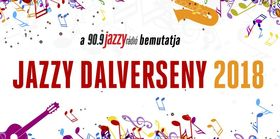 a 90.9 jazzy rádió bemutatja
JAZZY DALVERSENY 2018